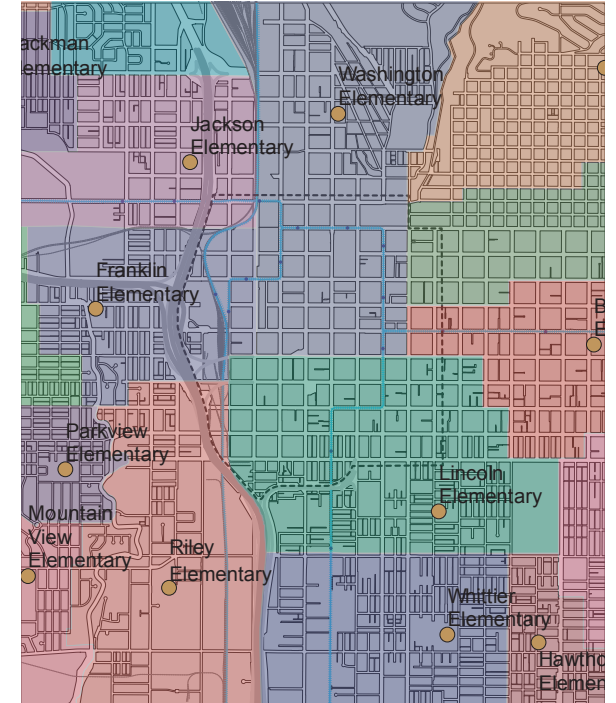 ackman
ementary
Washington
Elementary
Jackson
Elementary
Franklin
Elementary
B
E
Parkview
Elementary
Lincoln
Elementary
Mountain
View
Elementary
Riley
Elementary
Whittier
Elementary
Hawtho
Elemen